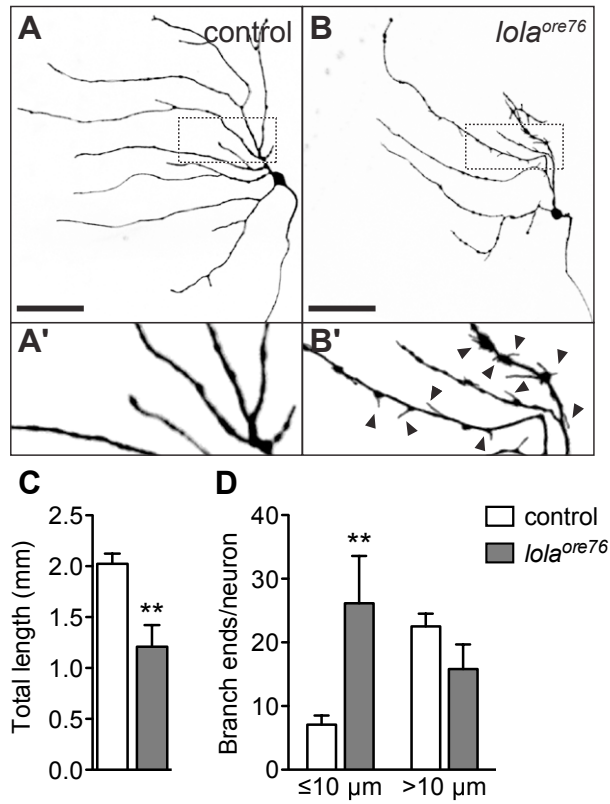 A
control
B
lola^ore76
A'
B'
C
D
control
lola^ore76
Total length (mm)
2.5
2.0
1.5
1.0
0.5
0.0
**
Branch ends/neuron
40
30
20
10
0
**
≤10 μm
>10 μm